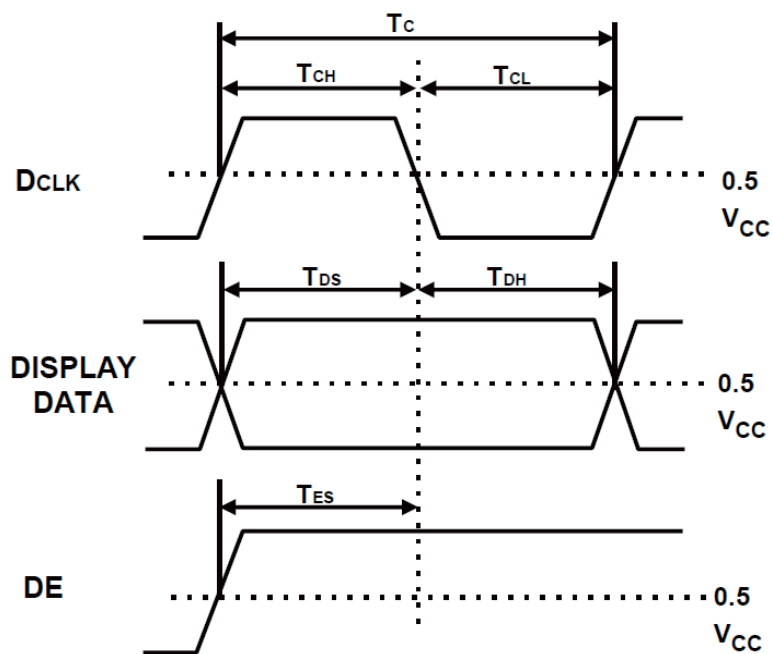 TC
TCH
TCL
DCLK
0.5
VCC
TDS
TDH
DISPLAY
DATA
0.5
VCC
TES
DE
0.5
VCC